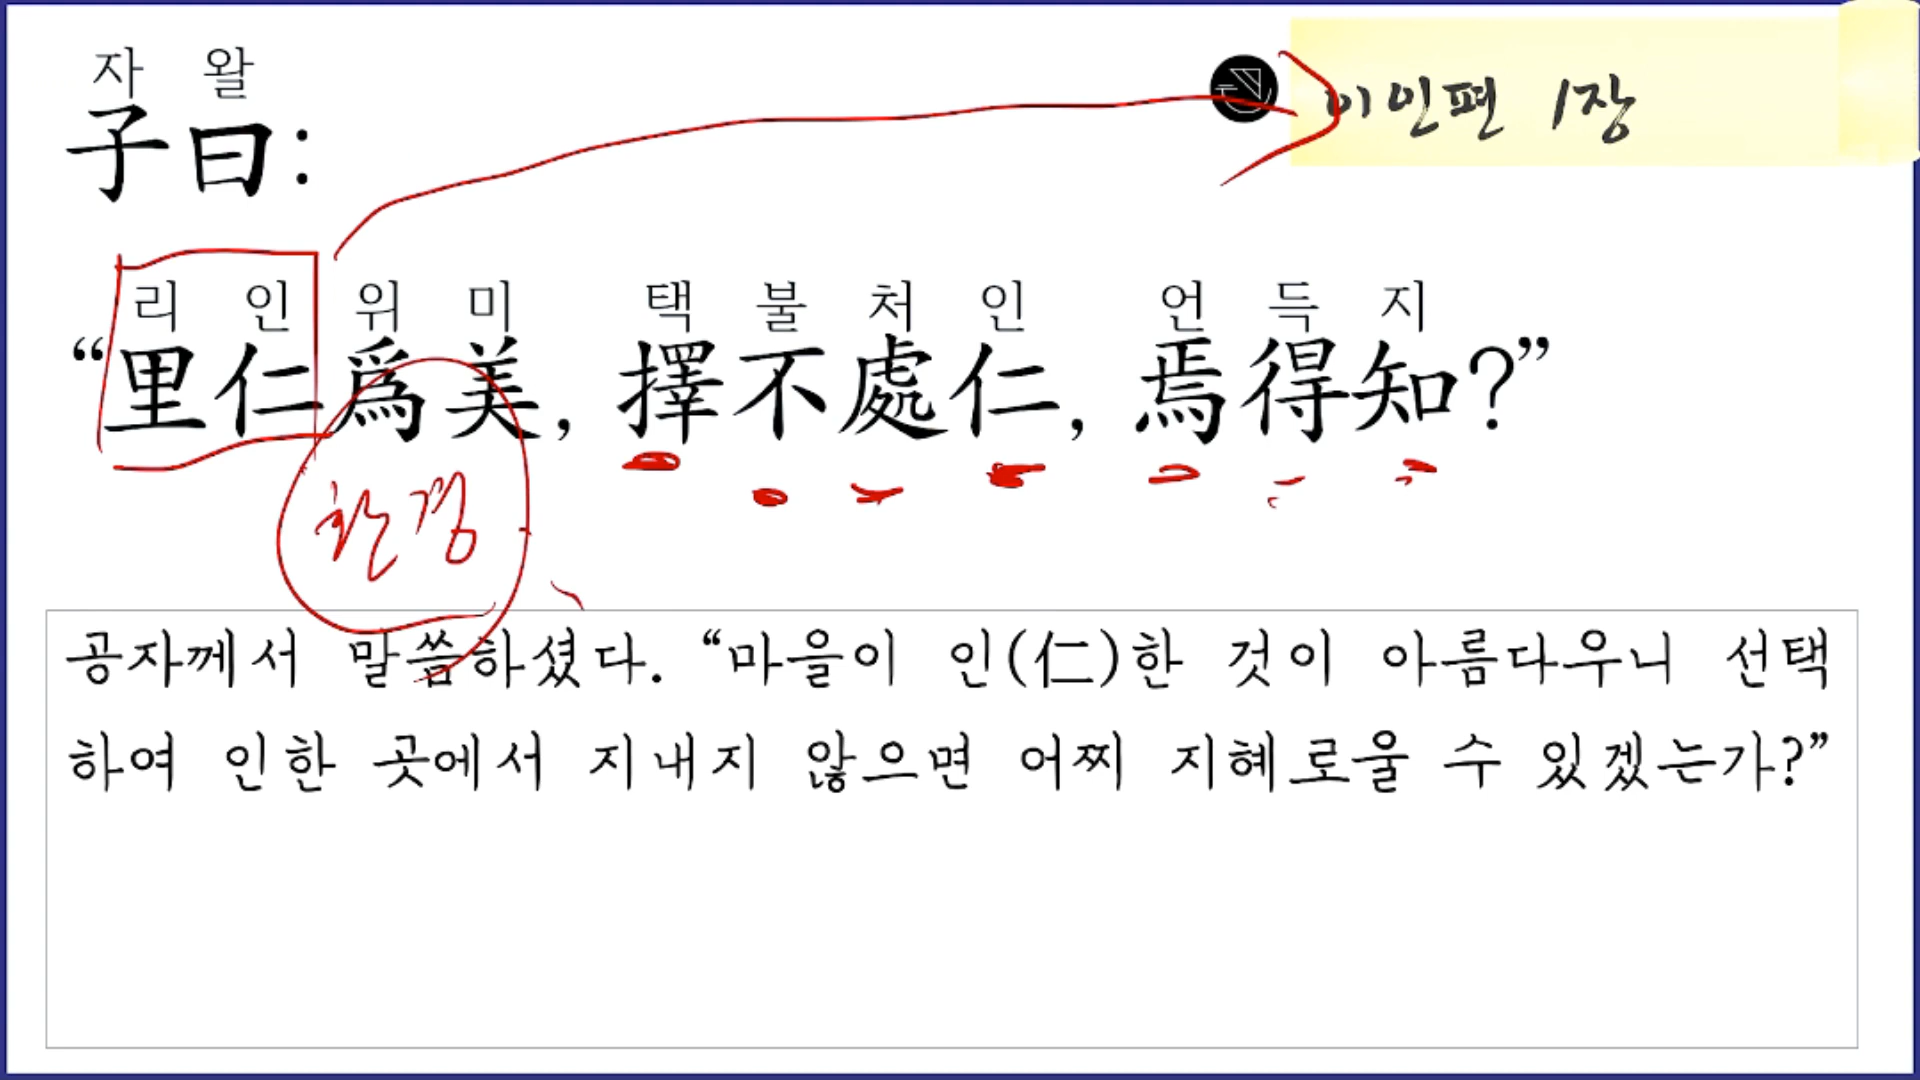 이인편 1장
자 왈
子曰:
리 인 위 미 택 불 처 인 언 득 지
“里仁爲美, 擇不處仁, 焉得知?”
환경
공자께서 말씀하셨다. “마을이 인(仁)한 것이 아름다우니 선택
하여 인한 곳에서 지내지 않으면 어찌 지혜로울 수 있겠는가?”